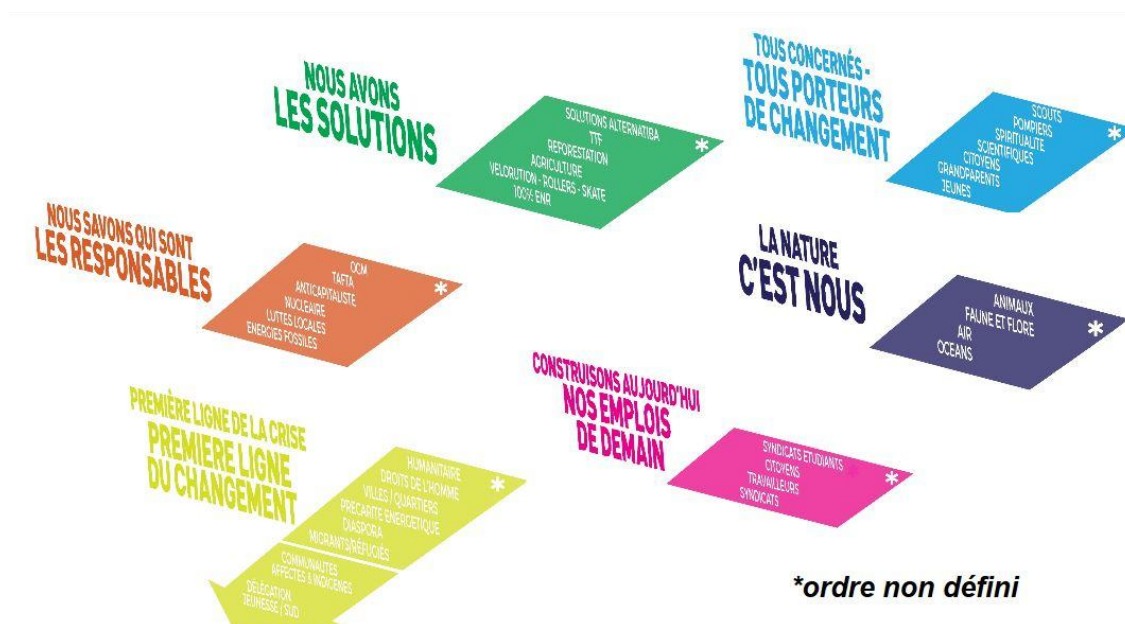 NOUS AVONS
LES SOLUTIONS
SOLUTIONS ALTERNATIBA
TTF
REFORESTATION
AGRICULTURE
VELORUTION - ROLLERS - SKATE
100% ENR
*
TOUS CONCERNÉS -
TOUS PORTEURS
DE CHANGEMENT
SCOUTS
POMPIERS
SPIRITUALITE
SCIENTIFIQUES
CITOYENS
GRANDPARENTS
JEUNES
*
NOUS SAVONS QUI SONT
LES RESPONSABLES
OCM
TAFTA
ANTICAPITALISTE
NUCLEAIRE
LUTTES LOCALES
ENERGIES FOSSILES
*
LA NATURE
C'EST NOUS
ANIMAUX
FAUNE ET FLORE
AIR
OCEANS
*
PREMIÈRE LIGNE DE LA CRISE
PREMIERE LIGNE
DU CHANGEMENT
HUMANITAIRE
DROITS DE L'HOMME
VILLES / QUARTIERS
PRECARITE ENERGETIQUE
DIASPORA
MIGRANTS/RÉFUGIÉS
*
COMMUNAUTES
AFFECTES & INDIGENES
DÉLÉGATION
JEUNESSE / SUD
CONSTRUISONS AUJOURD'HUI
NOS EMPLOIS
DE DEMAIN
SYNDICATS ETUDIANTS
CITOYENS
TRAVAILLEURS
SYNDICATS
*
*ordre non défini